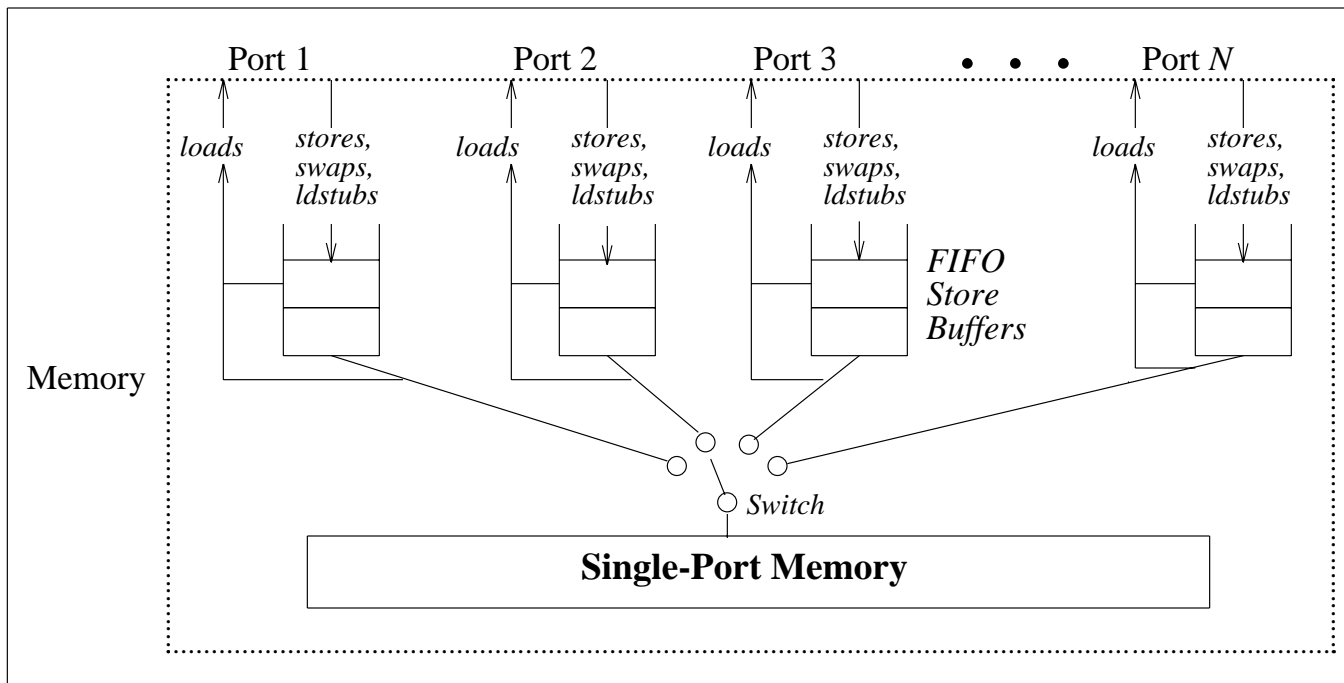 Port 1
Port 2
Port 3
• • •
Port N
loads
stores,
swaps,
ldstubs
loads
stores,
swaps,
ldstubs
loads
stores,
swaps,
ldstubs
loads
stores,
swaps,
ldstubs
FIFO
Store
Buffers
Memory
Switch
Single-Port Memory